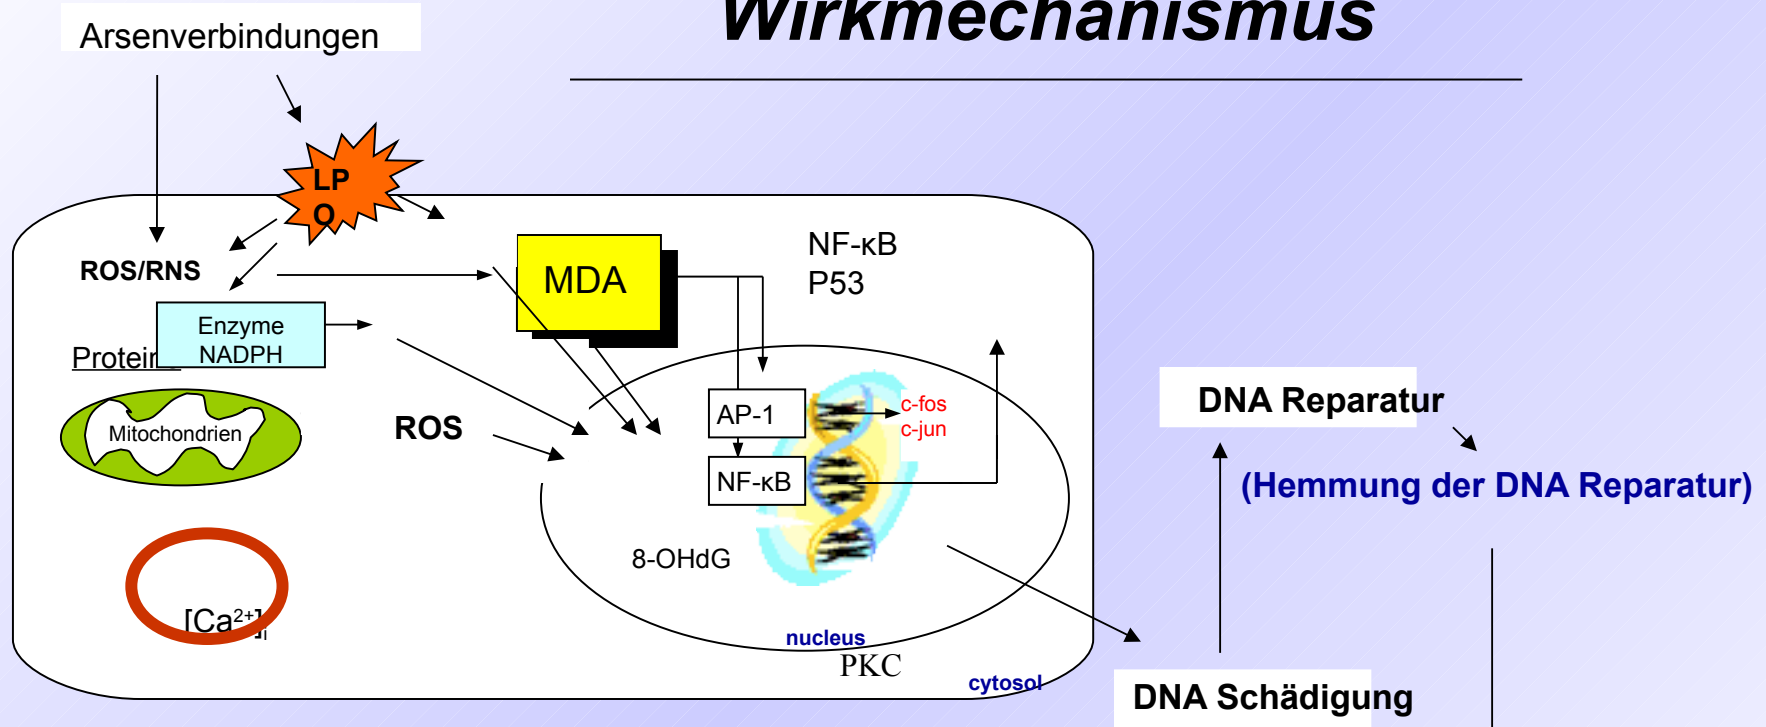 Wirkmechanismus
Arsenverbindungen
LP
O
ROS/RNS
MDA
NF-κB
P53
Enzyme
NADPH
Protein
Mitochondrien
ROS
AP-1
c-fos
c-jun
NF-κB
8-OHdG
[Ca²⁺]i
nucleus
PKC
cytosol
DNA Reparatur
(Hemmung der DNA Reparatur)
DNA Schädigung